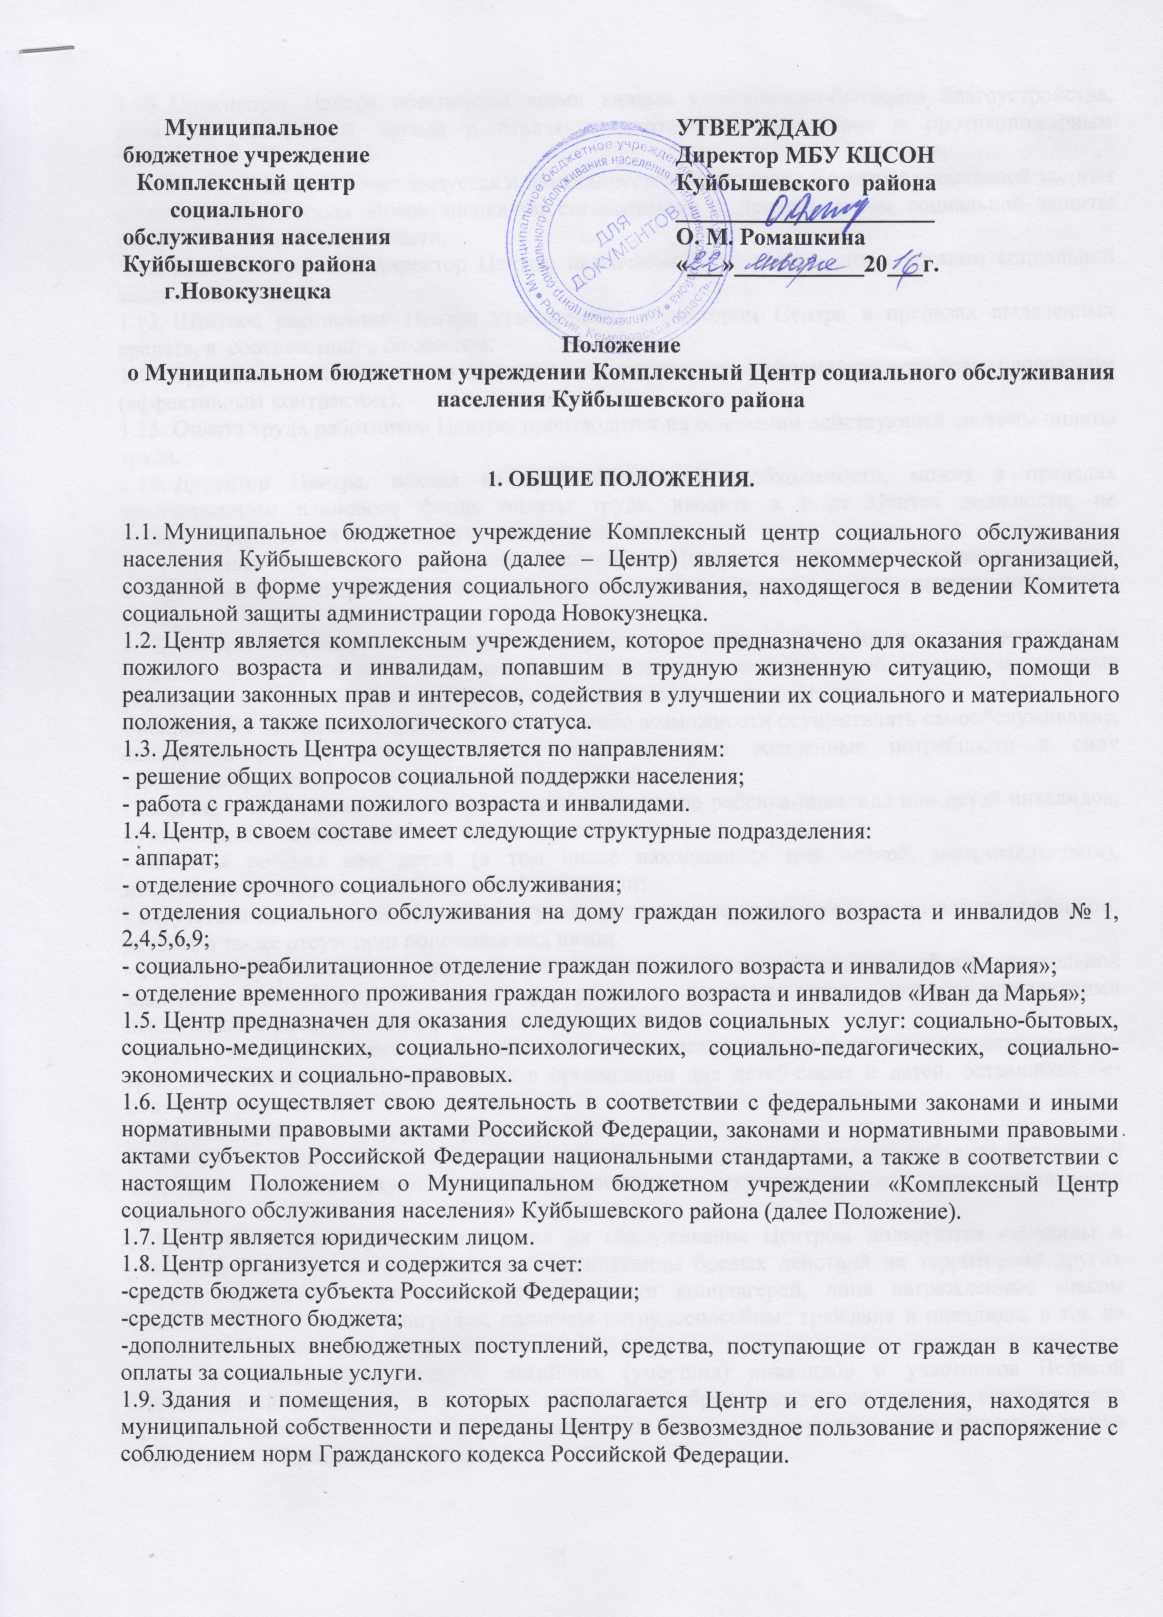 Муниципальное
бюджетное учреждение
Комплексный центр
социального
обслуживания населения
Куйбышевского района
г.Новокузнецка
УТВЕРЖДАЮ
Директор МБУ КЦСОН
Куйбышевского района
О. М. Ромашкина
«22» января 2016 г.
ДЛЯ
ДОКУМЕНТОВ
Положение
о Муниципальном бюджетном учреждении Комплексный Центр социального обслуживания
населения Куйбышевского района
1. ОБЩИЕ ПОЛОЖЕНИЯ.
1.1. Муниципальное бюджетное учреждение Комплексный центр социального обслуживания
населения Куйбышевского района (далее – Центр) является некоммерческой организацией,
созданной в форме учреждения социального обслуживания, находящегося в ведении Комитета
социальной защиты администрации города Новокузнецка.
1.2. Центр является комплексным учреждением, которое предназначено для оказания гражданам
пожилого возраста и инвалидам, попавшим в трудную жизненную ситуацию, помощи в
реализации законных прав и интересов, содействия в улучшении их социального и материального
положения, а также психологического статуса.
1.3. Деятельность Центра осуществляется по направлениям:
- решение общих вопросов социальной поддержки населения;
- работа с гражданами пожилого возраста и инвалидами.
1.4. Центр, в своем составе имеет следующие структурные подразделения:
- аппарат;
- отделение срочного социального обслуживания;
- отделения социального обслуживания на дому граждан пожилого возраста и инвалидов № 1,
2,4,5,6,9;
- социально-реабилитационное отделение граждан пожилого возраста и инвалидов «Мария»;
- отделение временного проживания граждан пожилого возраста и инвалидов «Иван да Марья»;
1.5. Центр предназначен для оказания следующих видов социальных услуг: социально-бытовых,
социально-медицинских, социально-психологических, социально-педагогических, социально-
экономических и социально-правовых.
1.6. Центр осуществляет свою деятельность в соответствии с федеральными законами и иными
нормативными правовыми актами Российской Федерации, законами и нормативными правовыми
актами субъектов Российской Федерации национальными стандартами, а также в соответствии с
настоящим Положением о Муниципальном бюджетном учреждении «Комплексный Центр
социального обслуживания населения» Куйбышевского района (далее Положение).
1.7. Центр является юридическим лицом.
1.8. Центр организуется и содержится за счет:
-средств бюджета субъекта Российской Федерации;
-средств местного бюджета;
-дополнительных внебюджетных поступлений, средства, поступающие от граждан в качестве
оплаты за социальные услуги.
1.9. Здания и помещения, в которых располагается Центр и его отделения, находятся в
муниципальной собственности и переданы Центру в безвозмездное пользование и распоряжение с
соблюдением норм Гражданского кодекса Российской Федерации.